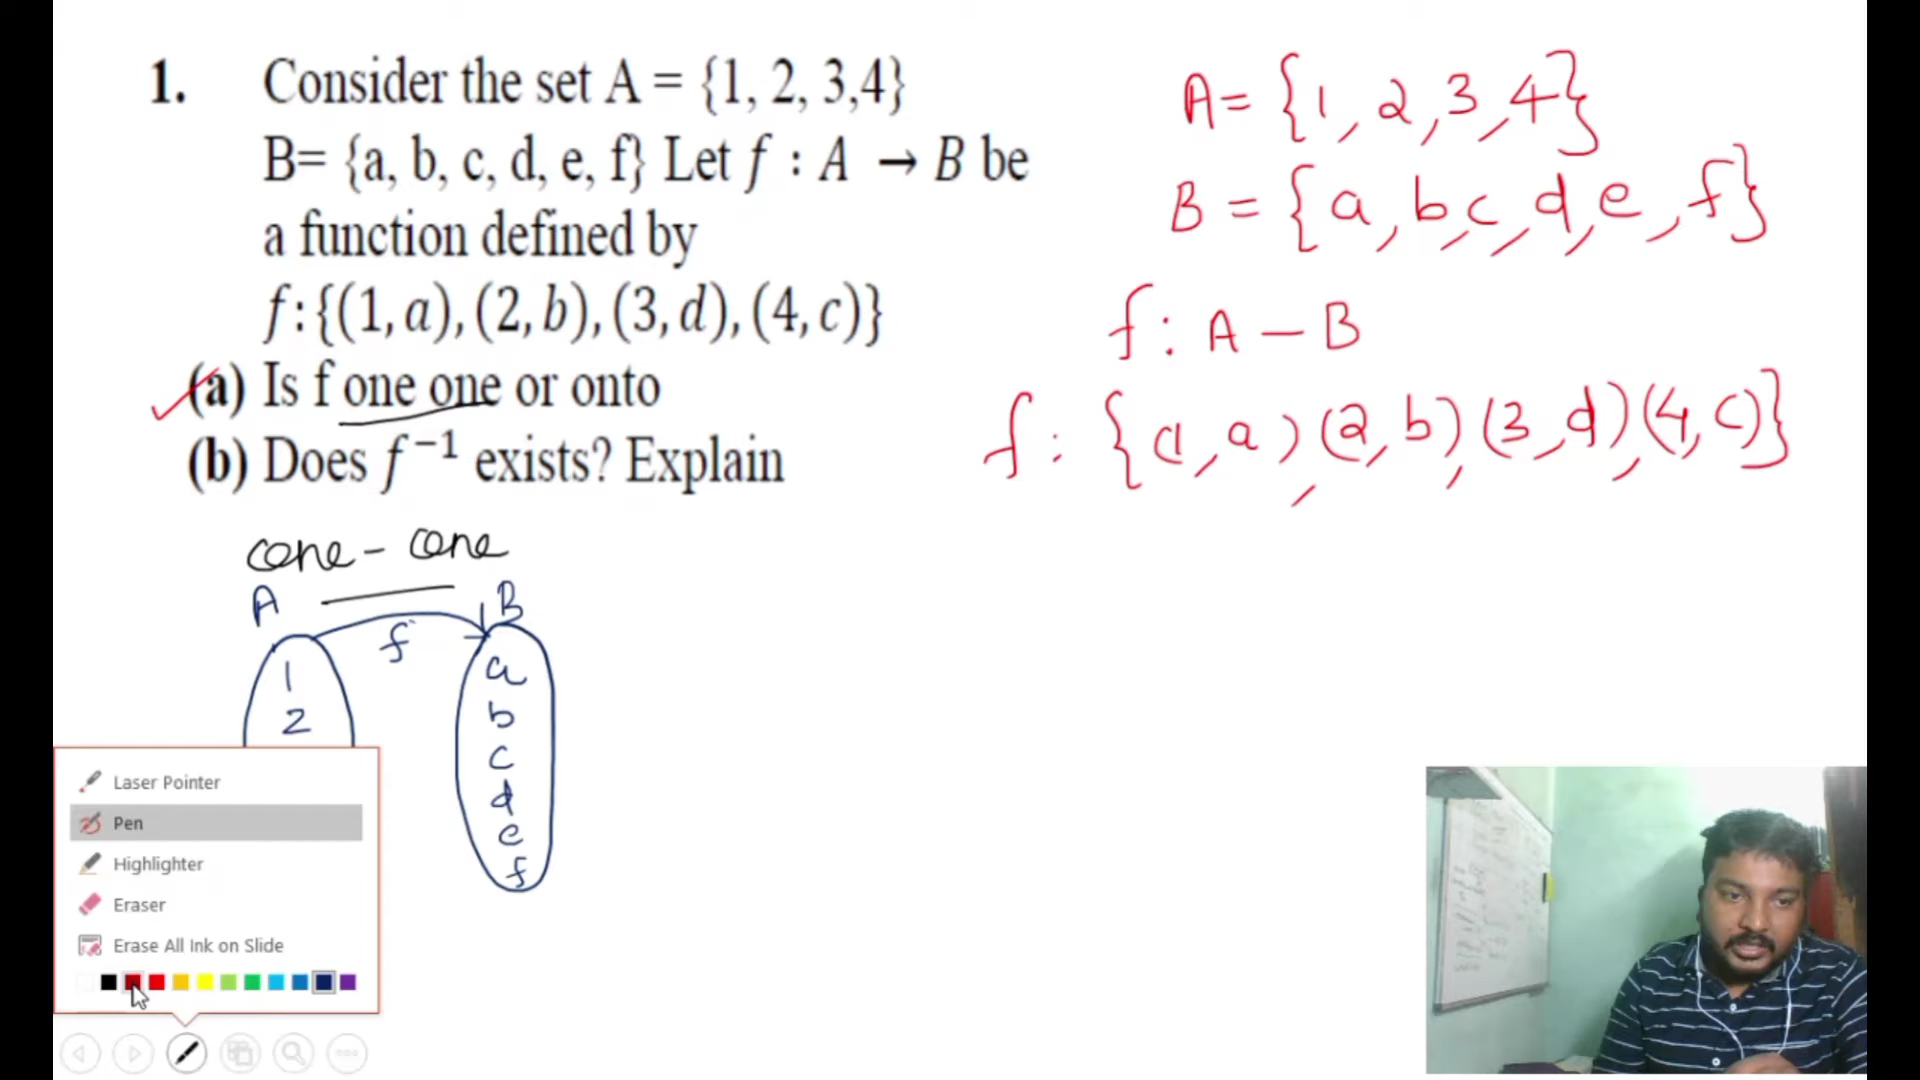 1. Consider the set A = {1, 2, 3,4}
B= {a, b, c, d, e, f} Let f : A → B be
a function defined by
f:{(1, a), (2, b), (3, d), (4, c)}
(a) Is f one one or onto
(b) Does f⁻¹ exists? Explain
A = {1, 2, 3, 4}
B = {a, b, c, d, e, f}
f: A – B
f: {(1, a), (2, b), (3, d), (4, c)}
one - one
A B
f
1
2
a
b
c
d
e
f
Laser Pointer
Pen
Highlighter
Eraser
Erase All Ink on Slide